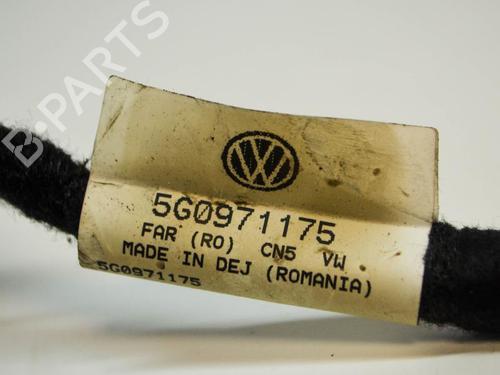 B-PARTS
5G0971175
FAR (RO) CN5 VW
MADE IN DEJ (ROMANIA)
5G0971175